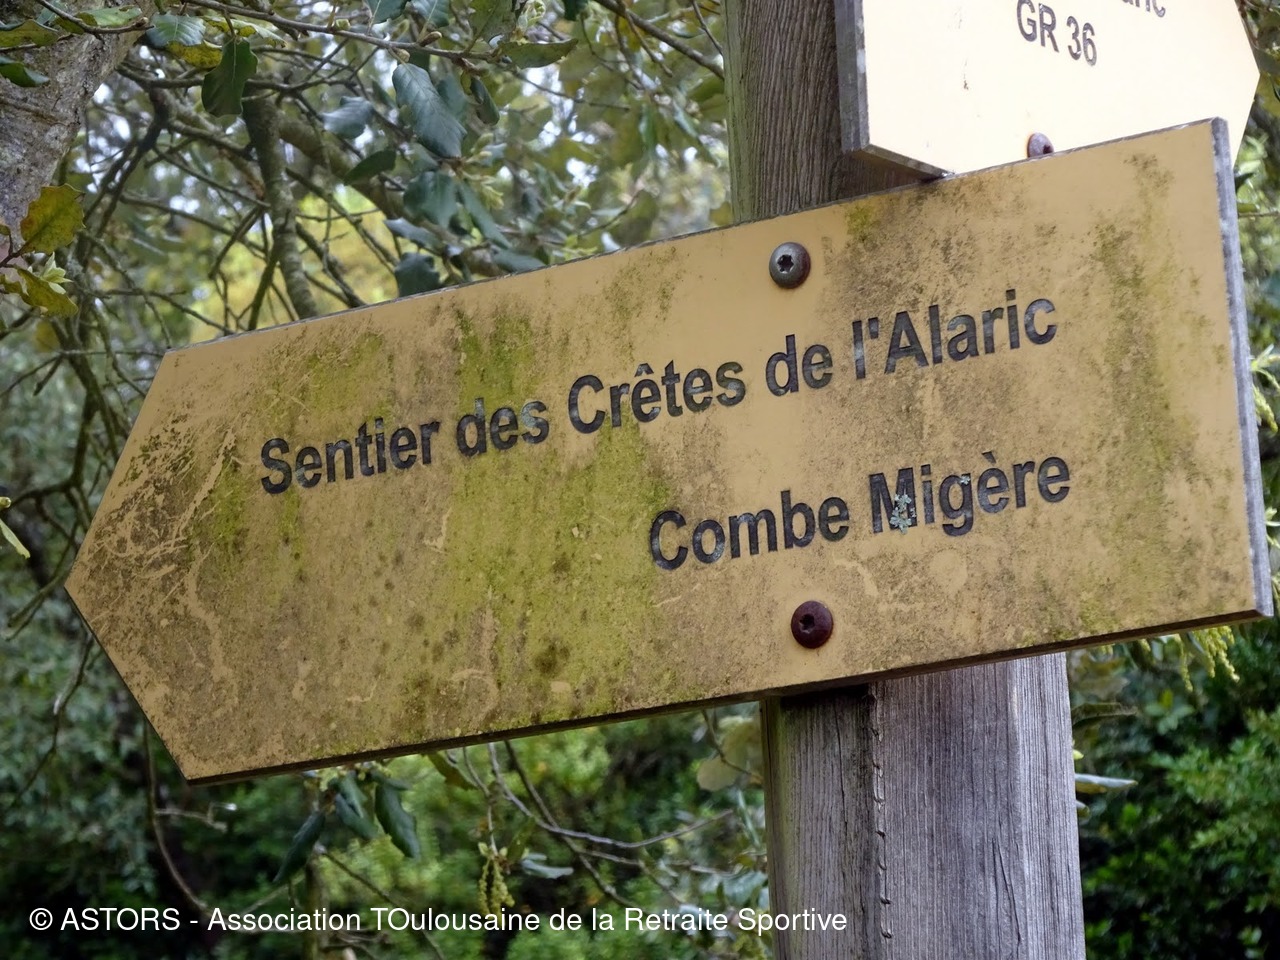 GR 36
Sentier des Crêtes de l'Alaric
Combe Migère
© ASTORS - Association TOulousaine de la Retraite Sportive